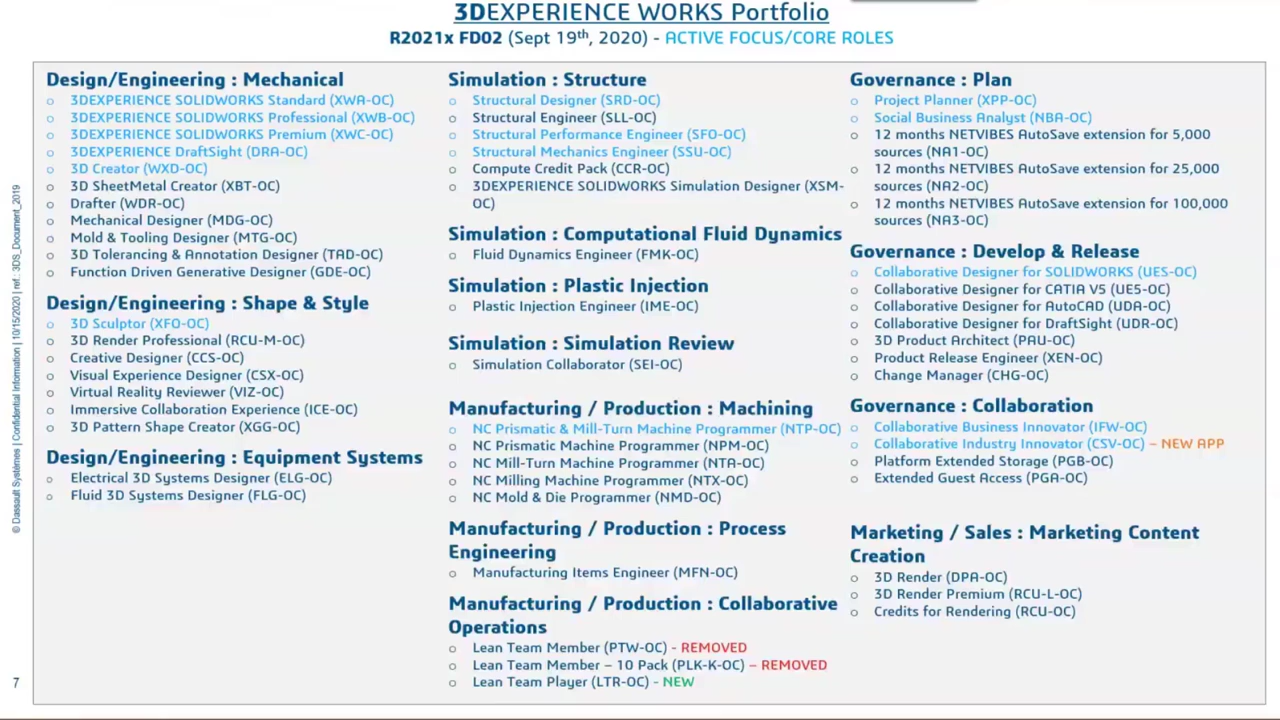 3DEXPERIENCE WORKS Portfolio
R2021x FD02 (Sept 19th, 2020) - ACTIVE FOCUS/CORE ROLES
Design/Engineering : Mechanical
3DEXPERIENCE SOLIDWORKS Standard (XWA-OC)
3DEXPERIENCE SOLIDWORKS Professional (XWB-OC)
3DEXPERIENCE SOLIDWORKS Premium (XWC-OC)
3DEXPERIENCE DraftSight (DRA-OC)
3D Creator (WXD-OC)
3D SheetMetal Creator (XBT-OC)
Drafter (WDR-OC)
Mechanical Designer (MDG-OC)
Mold & Tooling Designer (MTG-OC)
3D Tolerancing & Annotation Designer (TAD-OC)
Function Driven Generative Designer (GDE-OC)
Design/Engineering : Shape & Style
3D Sculptor (XFO-OC)
3D Render Professional (RCU-M-OC)
Creative Designer (CCS-OC)
Visual Experience Designer (CSX-OC)
Virtual Reality Reviewer (VIZ-OC)
Immersive Collaboration Experience (ICE-OC)
3D Pattern Shape Creator (XGG-OC)
Design/Engineering : Equipment Systems
Electrical 3D Systems Designer (ELG-OC)
Fluid 3D Systems Designer (FLG-OC)
Simulation : Structure
Structural Designer (SRD-OC)
Structural Engineer (SLL-OC)
Structural Performance Engineer (SFO-OC)
Structural Mechanics Engineer (SSU-OC)
Compute Credit Pack (CCR-OC)
3DEXPERIENCE SOLIDWORKS Simulation Designer (XSM-
OC)
Simulation : Computational Fluid Dynamics
Fluid Dynamics Engineer (FMK-OC)
Simulation : Plastic Injection
Plastic Injection Engineer (IME-OC)
Simulation : Simulation Review
Simulation Collaborator (SEI-OC)
Manufacturing / Production : Machining
NC Prismatic & Mill-Turn Machine Programmer (NTP-OC)
NC Prismatic Machine Programmer (NPM-OC)
NC Mill-Turn Machine Programmer (NTA-OC)
NC Milling Machine Programmer (NTX-OC)
NC Mold & Die Programmer (NMD-OC)
Manufacturing / Production : Process
Engineering
Manufacturing Items Engineer (MFN-OC)
Manufacturing / Production : Collaborative
Operations
Lean Team Member (PTW-OC) - REMOVED
Lean Team Member – 10 Pack (PLK-K-OC) – REMOVED
Lean Team Player (LTR-OC) - NEW
Governance : Plan
Project Planner (XPP-OC)
Social Business Analyst (NBA-OC)
12 months NETVIBES AutoSave extension for 5,000
sources (NA1-OC)
12 months NETVIBES AutoSave extension for 25,000
sources (NA2-OC)
12 months NETVIBES AutoSave extension for 100,000
sources (NA3-OC)
Governance : Develop & Release
Collaborative Designer for SOLIDWORKS (UES-OC)
Collaborative Designer for CATIA V5 (UE5-OC)
Collaborative Designer for AutoCAD (UDA-OC)
Collaborative Designer for DraftSight (UDR-OC)
3D Product Architect (PAU-OC)
Product Release Engineer (XEN-OC)
Change Manager (CHG-OC)
Governance : Collaboration
Collaborative Business Innovator (IFW-OC)
Collaborative Industry Innovator (CSV-OC) – NEW APP
Platform Extended Storage (PGB-OC)
Extended Guest Access (PGA-OC)
Marketing / Sales : Marketing Content
Creation
3D Render (DPA-OC)
3D Render Premium (RCU-L-OC)
Credits for Rendering (RCU-OC)
© Dassault Systèmes | Confidential Information | 10/15/2020 | ref.: 3DS_Document_2019
7